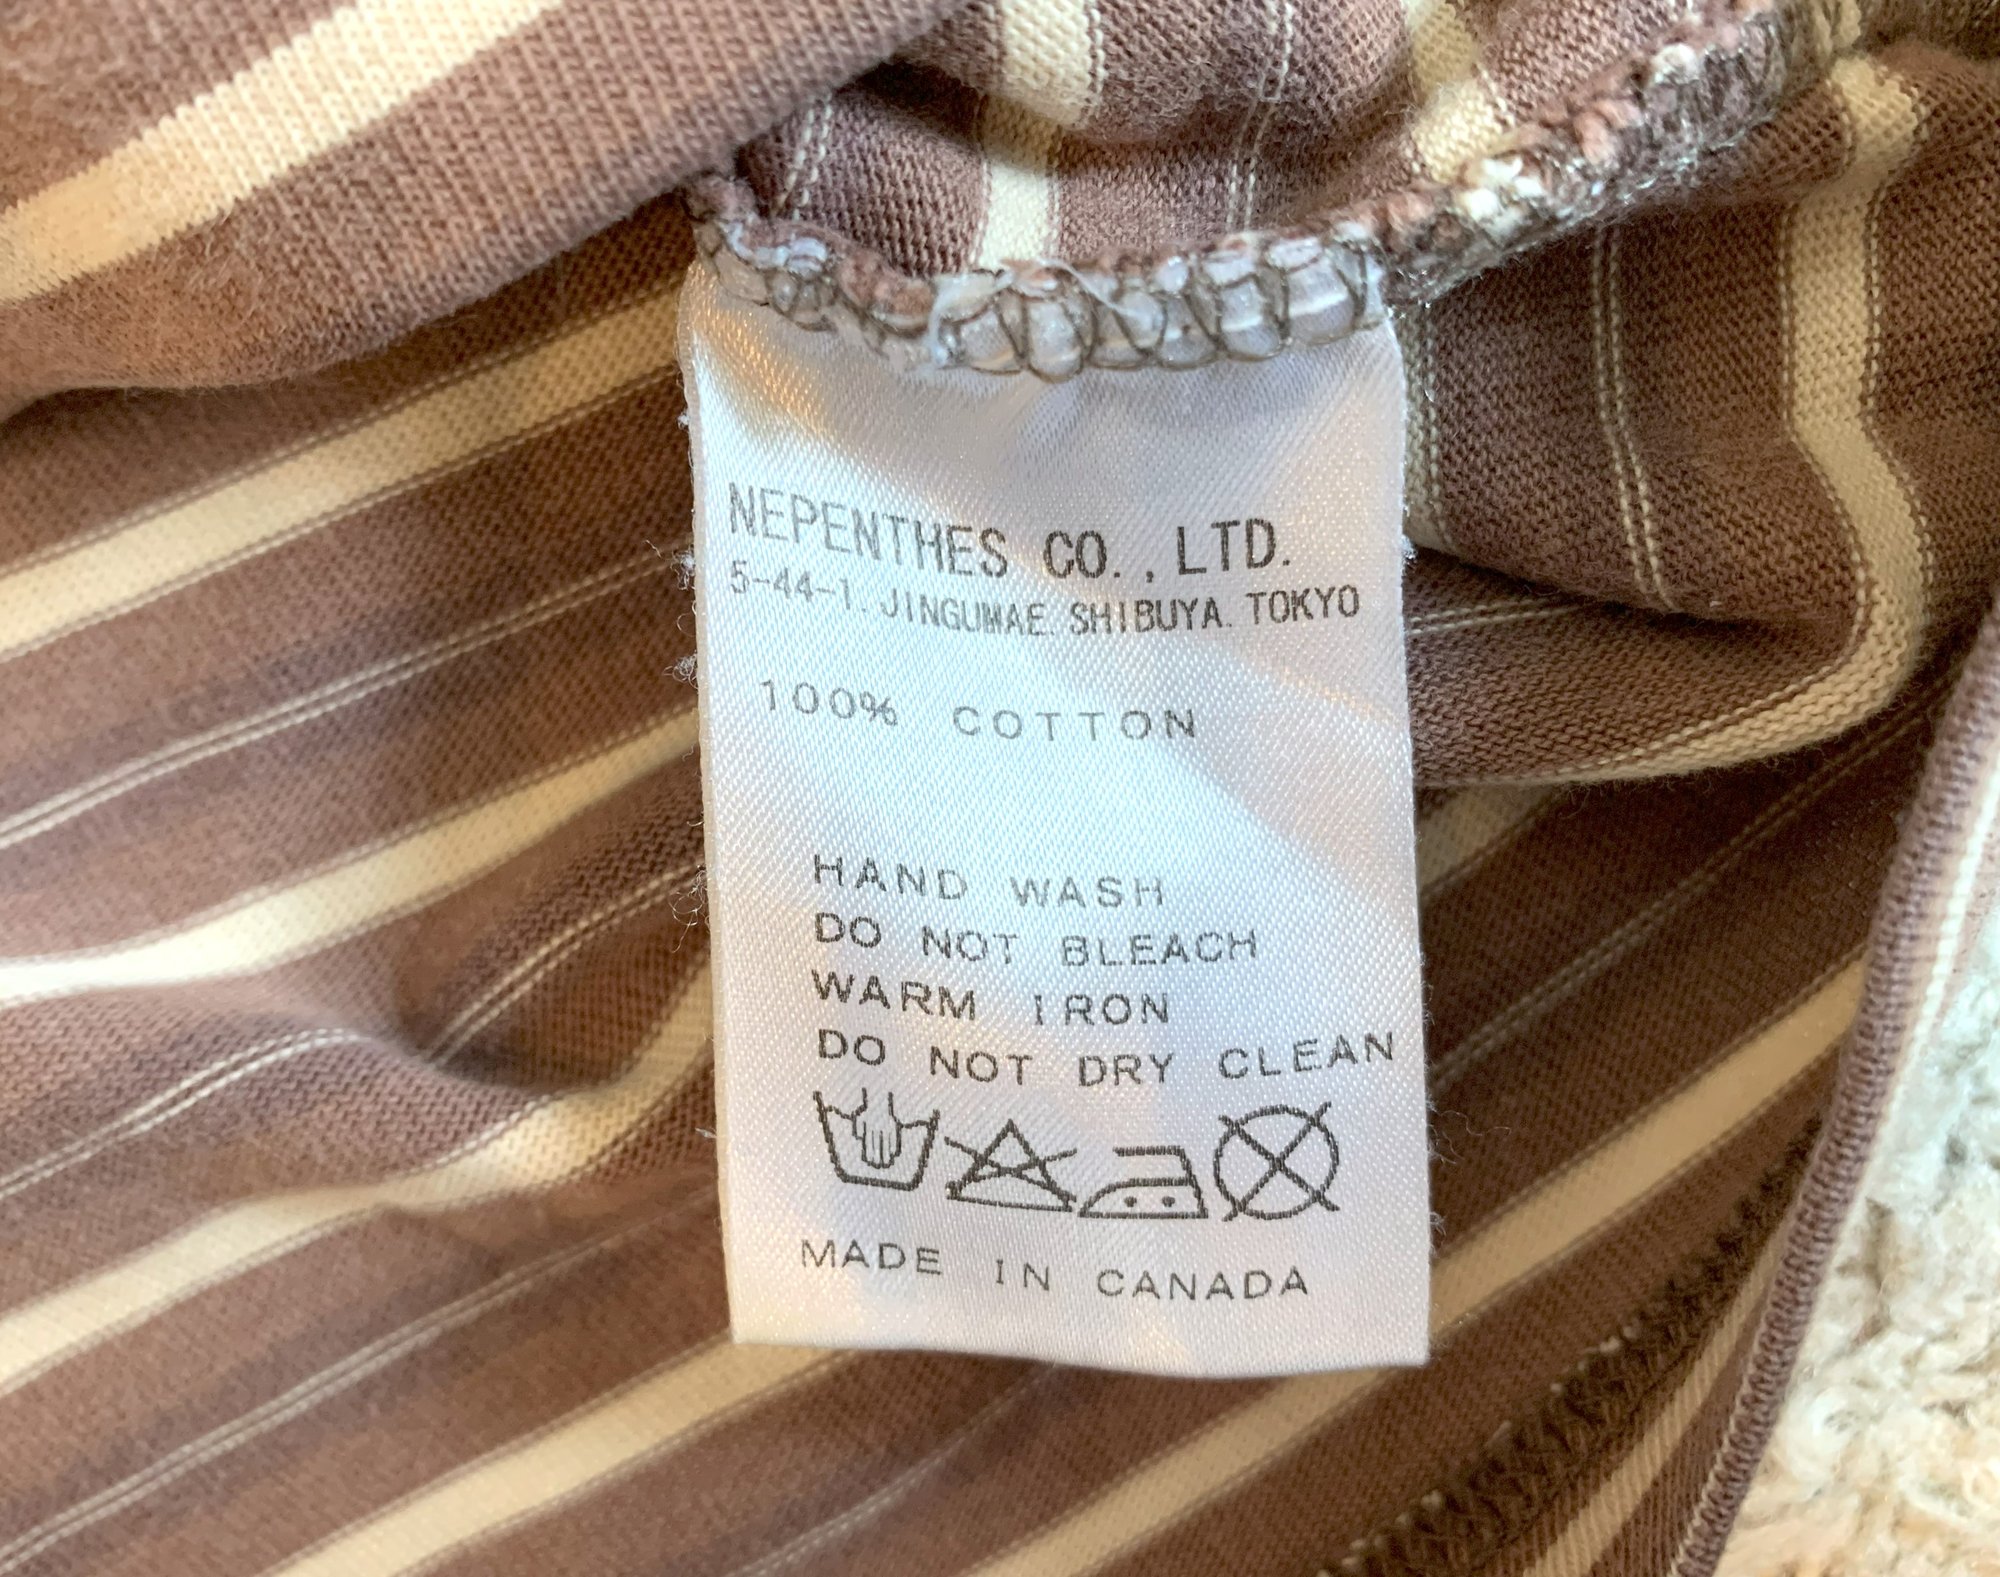 NEPENTHES CO., LTD.
5-44-1. JINGUMAE. SHIBUYA. TOKYO
100% COTTON
HAND WASH
DO NOT BLEACH
WARM IRON
DO NOT DRY CLEAN
MADE IN CANADA